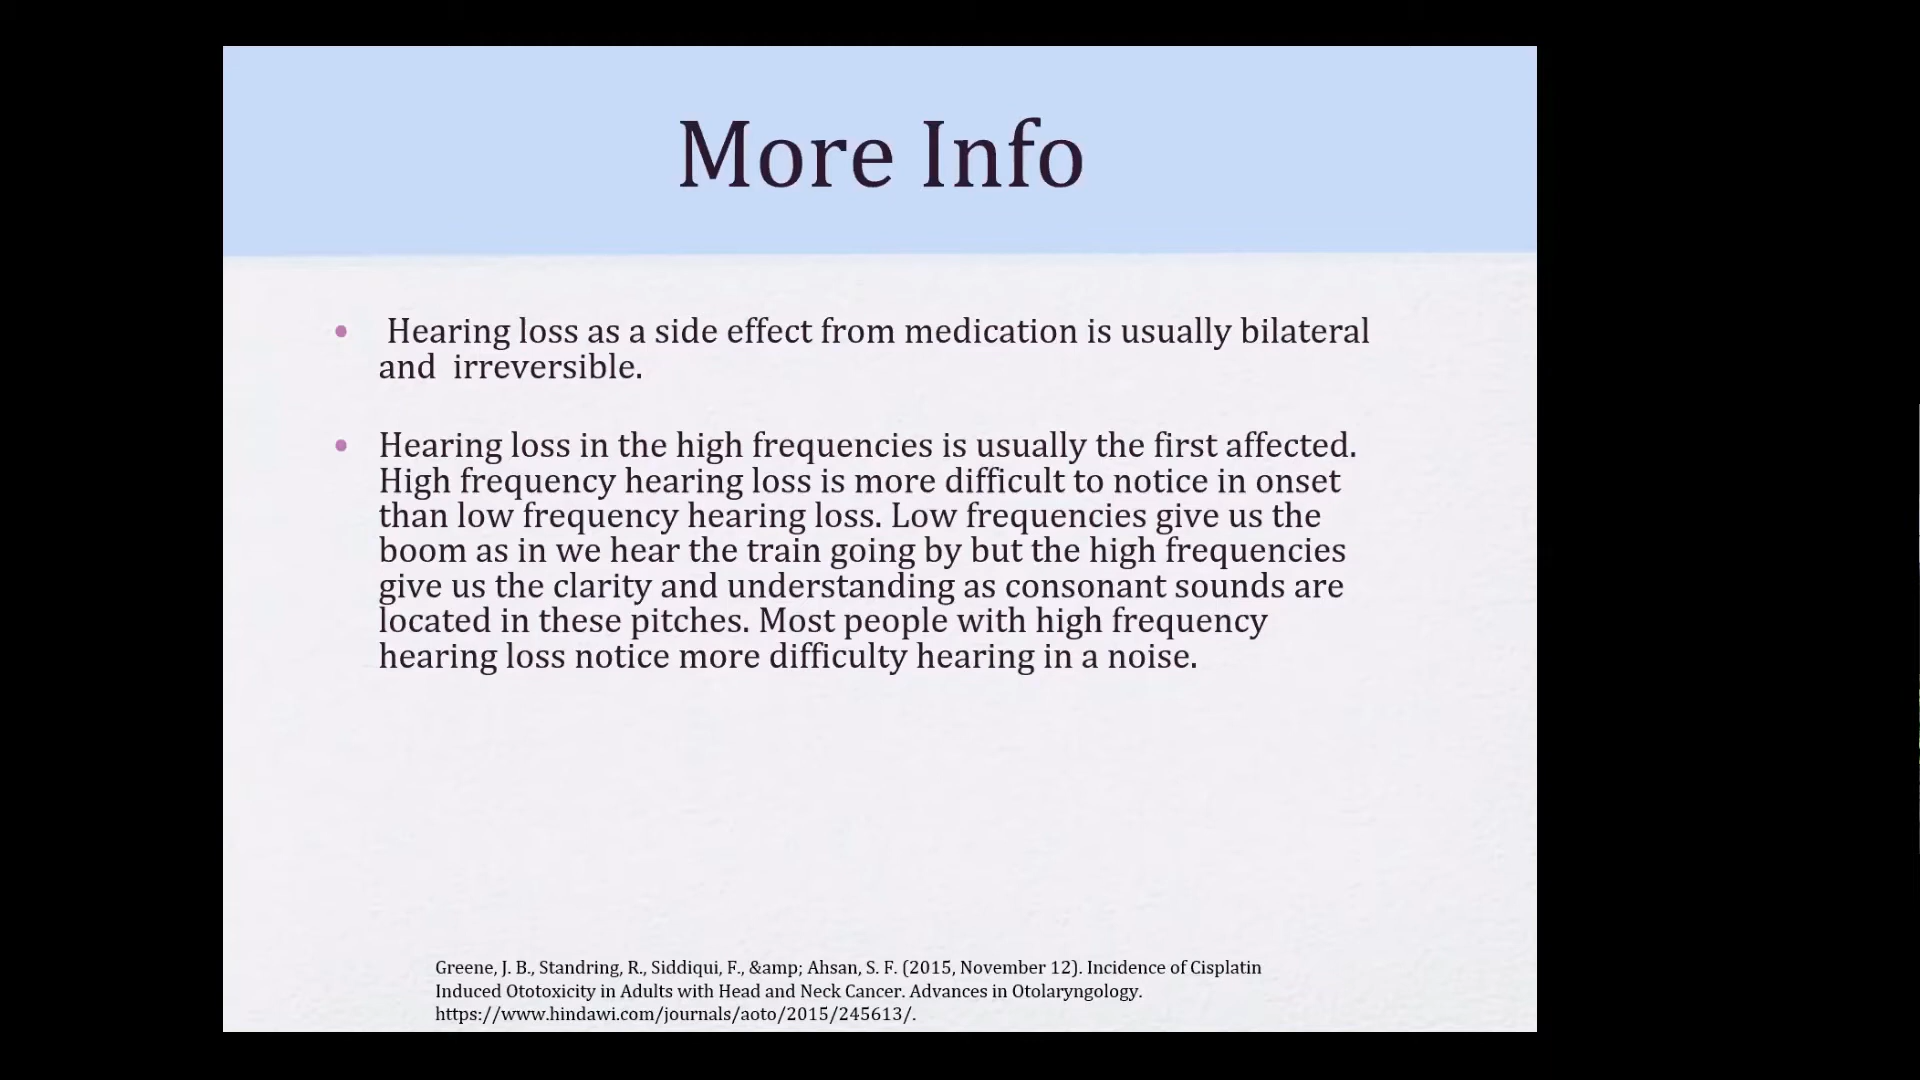 More Info
• Hearing loss as a side effect from medication is usually bilateral
and irreversible.
• Hearing loss in the high frequencies is usually the first affected.
High frequency hearing loss is more difficult to notice in onset
than low frequency hearing loss. Low frequencies give us the
boom as in we hear the train going by but the high frequencies
give us the clarity and understanding as consonant sounds are
located in these pitches. Most people with high frequency
hearing loss notice more difficulty hearing in a noise.
Greene, J. B., Standring, R., Siddiqui, F., &amp; Ahsan, S. F. (2015, November 12). Incidence of Cisplatin
Induced Ototoxicity in Adults with Head and Neck Cancer. Advances in Otolaryngology.
https://www.hindawi.com/journals/aoto/2015/245613/.